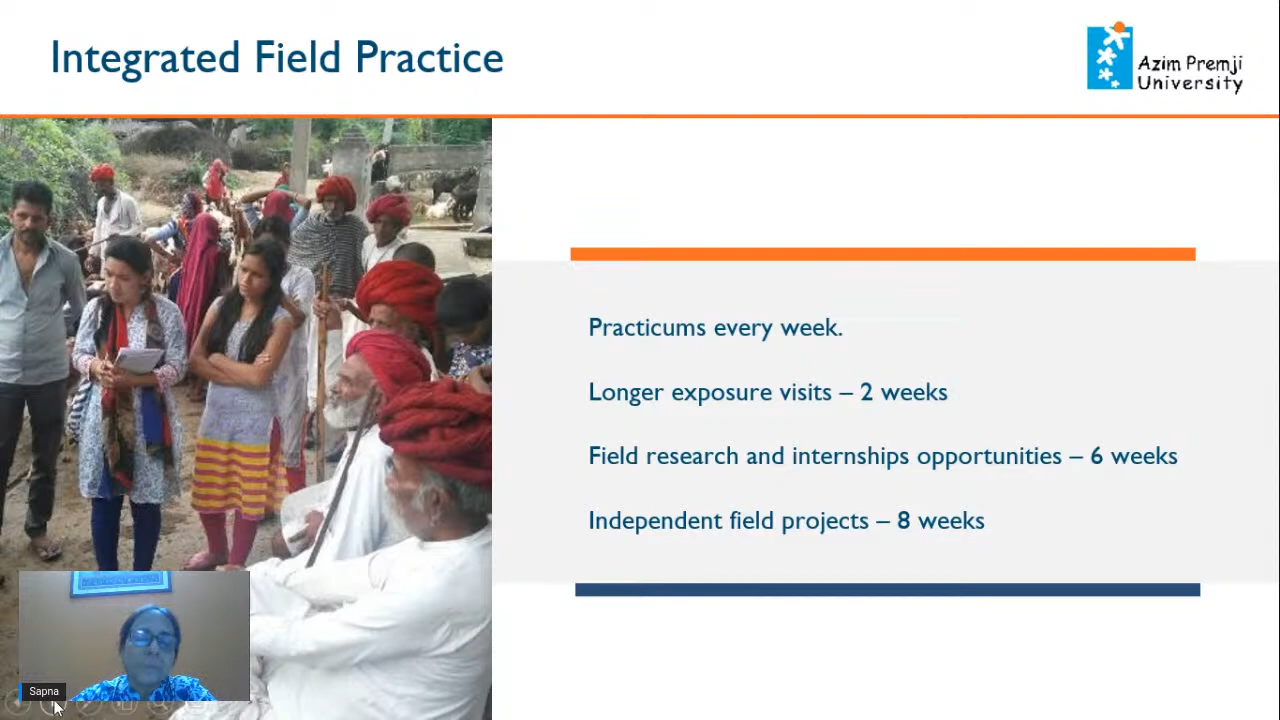 Integrated Field Practice
Azim Premji
University
Practicums every week.
Longer exposure visits – 2 weeks
Field research and internships opportunities – 6 weeks
Independent field projects – 8 weeks
Sapna